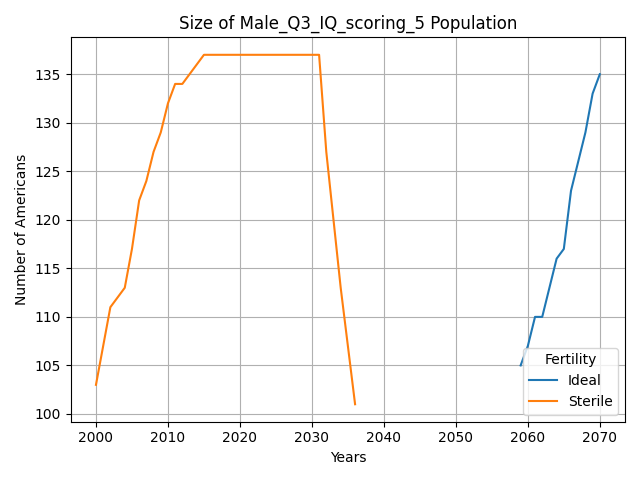 Size of Male_Q3_IQ_scoring_5 Population
Number of Americans
135
130
125
120
115
110
105
100
2000 2010 2020 2030 2040 2050 2060 2070
Years
Fertility
Ideal
Sterile